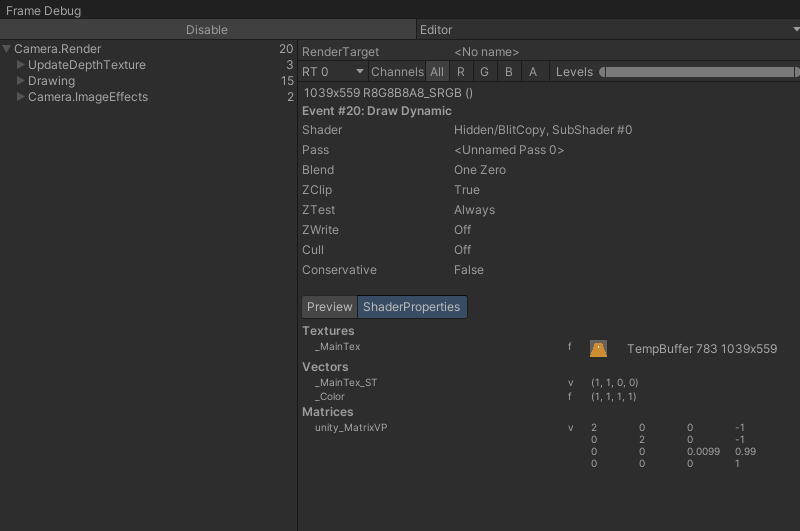 Frame Debug
Disable
Editor
Camera.Render 20
UpdateDepthTexture 3
Drawing 15
Camera.ImageEffects 2
RenderTarget <No name>
RT 0 Channels All R G B A Levels
1039x559 R8G8B8A8_SRGB ()
Event #20: Draw Dynamic
Shader Hidden/BlitCopy, SubShader #0
Pass <Unnamed Pass 0>
Blend One Zero
ZClip True
ZTest Always
ZWrite Off
Cull Off
Conservative False
Preview ShaderProperties
Textures
_MainTex f TempBuffer 783 1039x559
Vectors
_MainTex_ST v (1, 1, 0, 0)
_Color f (1, 1, 1, 1)
Matrices
unity_MatrixVP v 2 0 0 -1
0 2 0 -1
0 0 0.0099 0.99
0 0 0 1